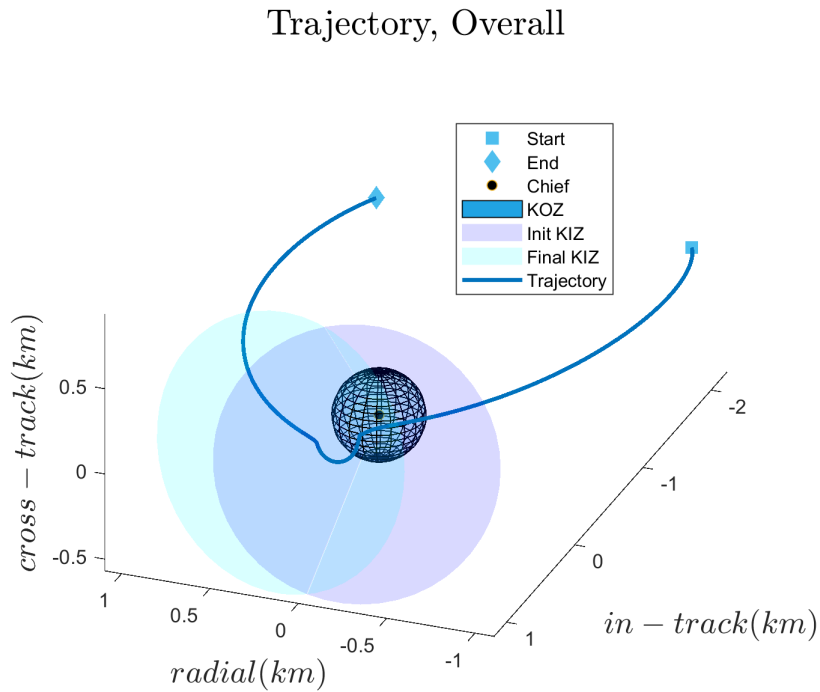 Trajectory, Overall
Start
End
Chief
KOZ
Init KIZ
Final KIZ
Trajectory
cross − track(km)
0.5
0
-0.5
1
0.5
0
-0.5
-1
radial(km)
-2
-1
0
1
in − track(km)